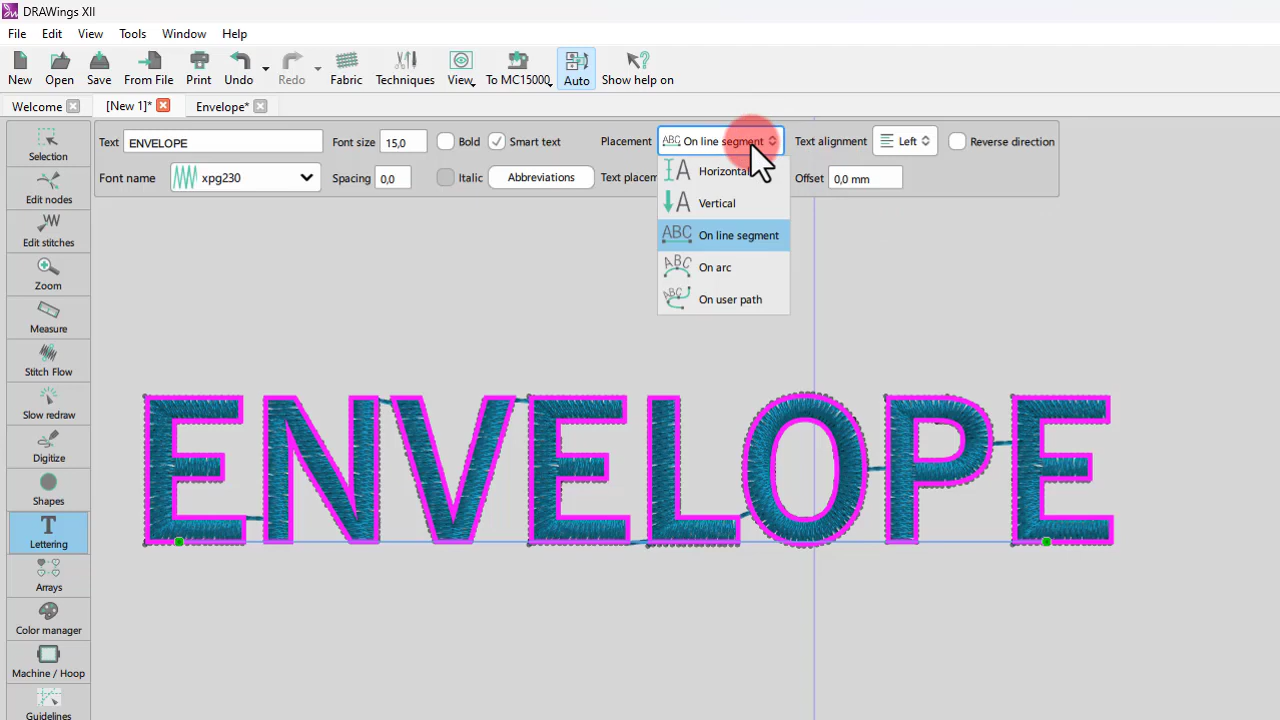 DRAWings XII
File Edit View Tools Window Help
New Open Save From File Print Undo Redo Fabric Techniques View To MC15000 Auto Show help on
Welcome [New 1]* Envelope*
Text ENVELOPE Font size 15,0 Bold Smart text Placement ABC On line segment Text alignment Left Reverse direction
Font name xpg230 Spacing 0,0 Italic Abbreviations Text placem Offset 0,0 mm
Horizontal
Vertical
ABC On line segment
ABC On arc
ABC On user path
Selection
Edit nodes
Edit stitches
Zoom
Measure
Stitch Flow
Slow redraw
Digitize
Shapes
Lettering
Arrays
Color manager
Machine / Hoop
Guidelines
ENVELOPE